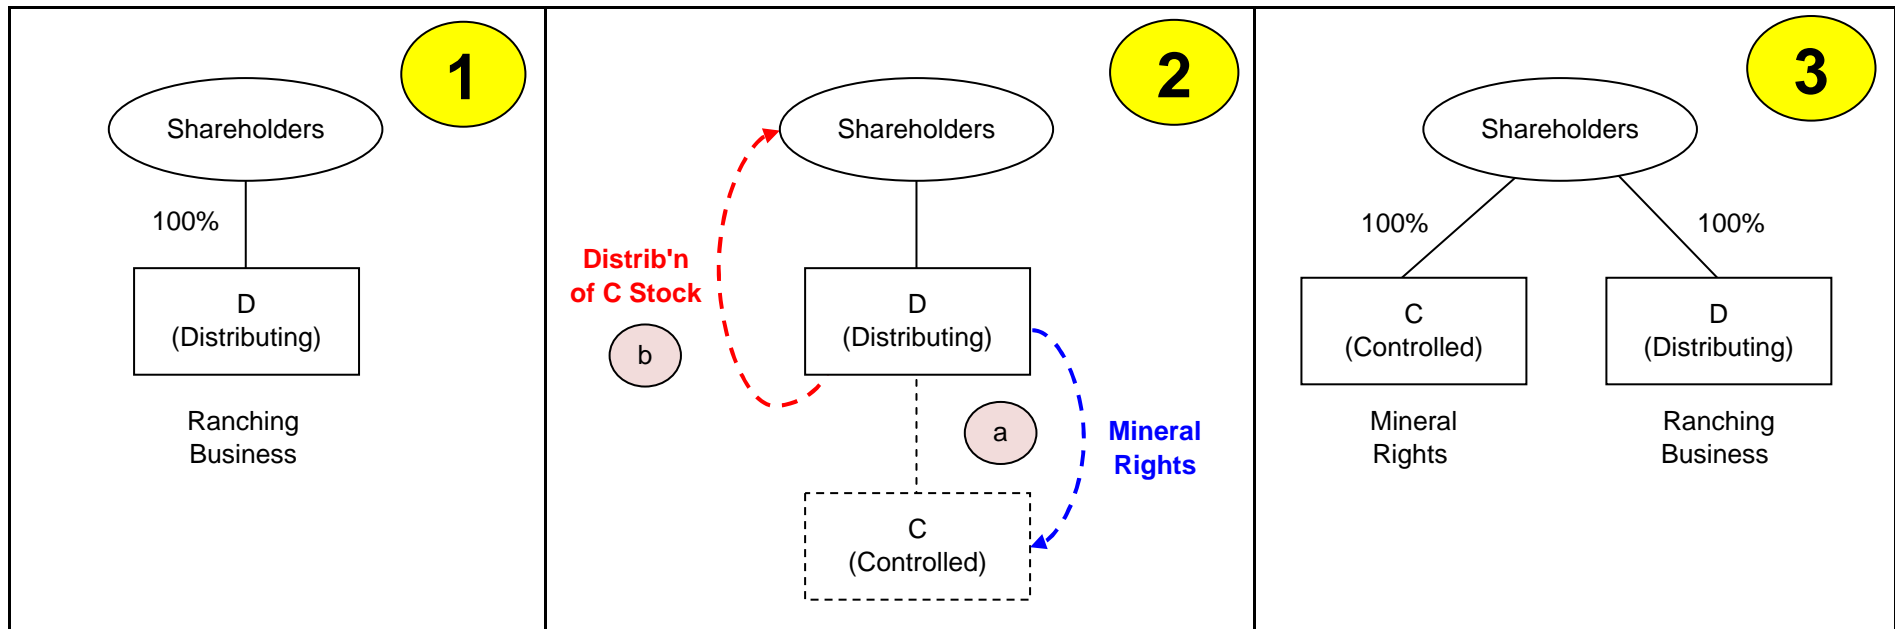 1
Shareholders
100%
D
(Distributing)
Ranching
Business
2
Shareholders
Distrib'n
of C Stock
b
D
(Distributing)
a
Mineral
Rights
C
(Controlled)
3
Shareholders
100%
100%
C
(Controlled)
D
(Distributing)
Mineral
Rights
Ranching
Business